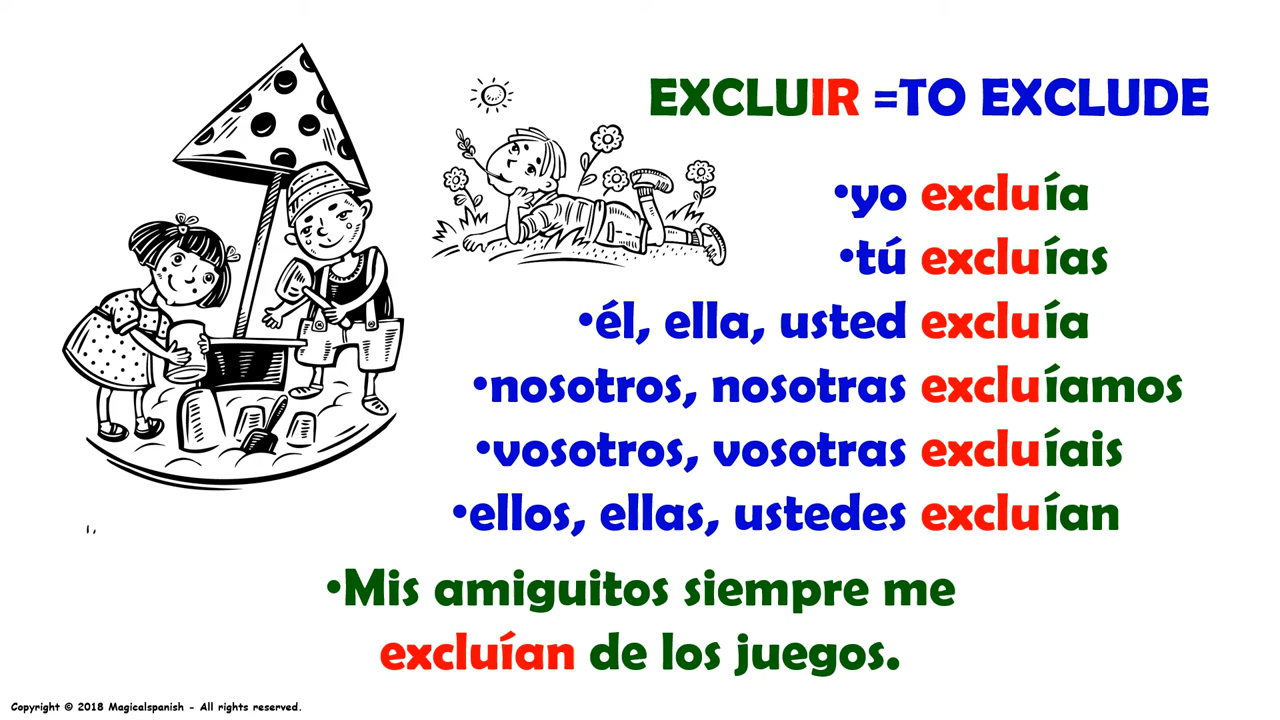 EXCLUIR =TO EXCLUDE
•yo excluía
•tú excluías
•él, ella, usted excluía
•nosotros, nosotras excluíamos
•vosotros, vosotras excluíais
•ellos, ellas, ustedes excluían
•Mis amiguitos siempre me
excluían de los juegos.
Copyright © 2018 Magicalspanish - All rights reserved.